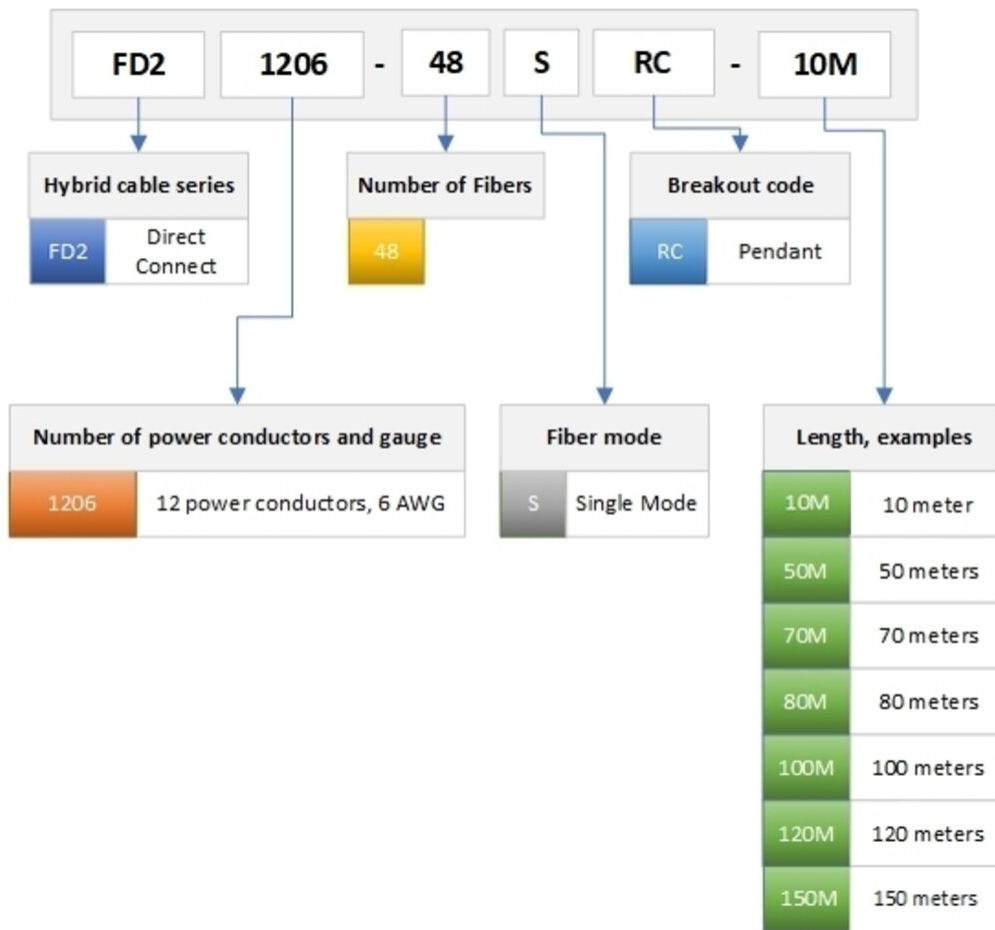 FD2 1206 - 48 S RC - 10M
Hybrid cable series
FD2 Direct
Connect
Number of Fibers
48
Breakout code
RC Pendant
Number of power conductors and gauge
1206 12 power conductors, 6 AWG
Fiber mode
S Single Mode
Length, examples
10M 10 meter
50M 50 meters
70M 70 meters
80M 80 meters
100M 100 meters
120M 120 meters
150M 150 meters